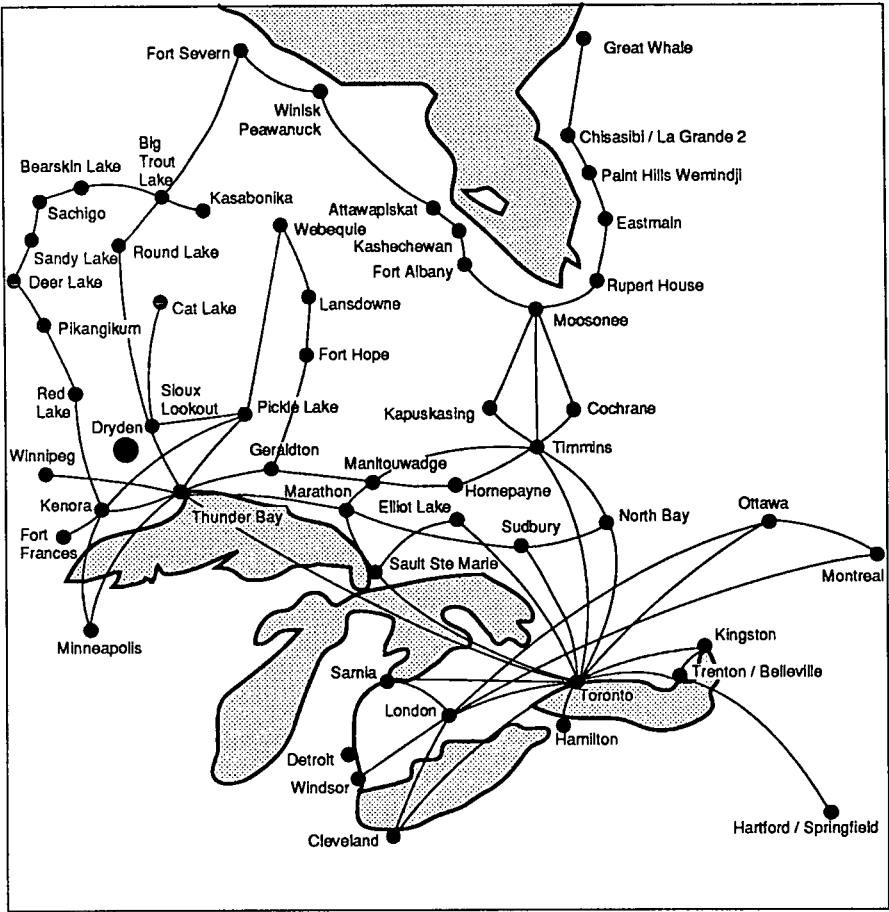 Fort Severn
Great Whale
Winisk
Peawanuck
Big
Trout
Lake
Chisasibi / La Grande 2
Bearskin Lake
Paint Hills Wemindji
Kasabonika
Sachigo
Attawapiskat
Eastmain
Webequie
Kashechewan
Sandy Lake
Round Lake
Fort Albany
Deer Lake
Rupert House
Cat Lake
Lansdowne
Moosonee
Pikangikum
Fort Hope
Red
Lake
Sioux
Lookout
Pickle Lake
Kapuskasing
Cochrane
Dryden
Geraldton
Timmins
Winnipeg
Manitouwadge
Hornepayne
Marathon
Kenora
Elliot Lake
Ottawa
Thunder Bay
Sudbury
North Bay
Fort
Frances
Sault Ste Marie
Montreal
Minneapolis
Kingston
Sarnia
Trenton / Belleville
Toronto
London
Hamilton
Detroit
Windsor
Hartford / Springfield
Cleveland